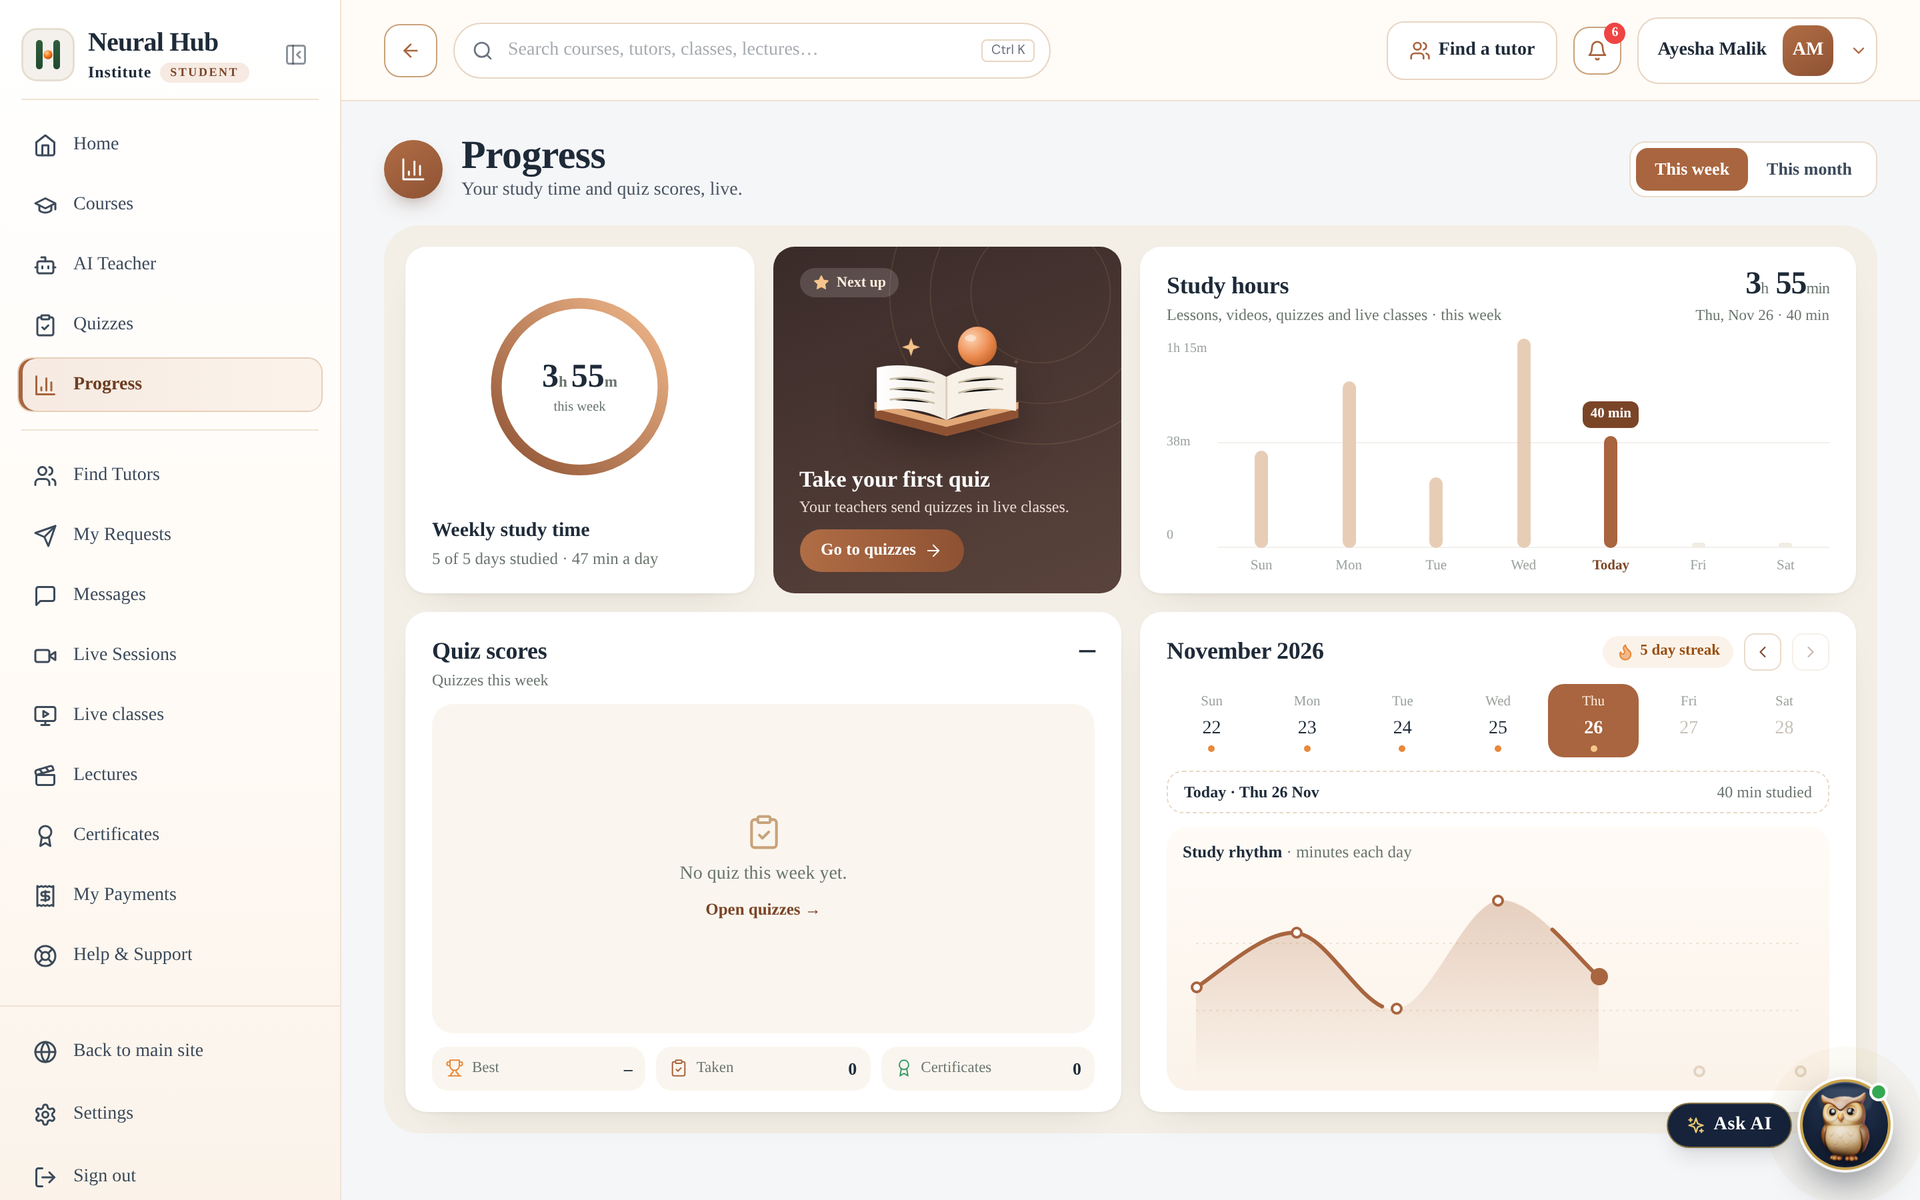 Neural Hub
Institute STUDENT
Home
Courses
AI Teacher
Quizzes
Progress
Find Tutors
My Requests
Messages
Live Sessions
Live classes
Lectures
Certificates
My Payments
Help & Support
Back to main site
Settings
Sign out
Search courses, tutors, classes, lectures… Ctrl K
Find a tutor
6
Ayesha Malik AM
Progress
Your study time and quiz scores, live.
This week This month
3h 55m
this week
Weekly study time
5 of 5 days studied · 47 min a day
Next up
Take your first quiz
Your teachers send quizzes in live classes.
Go to quizzes →
Study hours 3h 55min
Lessons, videos, quizzes and live classes · this week Thu, Nov 26 · 40 min
1h 15m
40 min
38m
0
Sun Mon Tue Wed Today Fri Sat
Quiz scores –
Quizzes this week
No quiz this week yet.
Open quizzes →
Best –
Taken 0
Certificates 0
November 2026 5 day streak
Sun Mon Tue Wed Thu Fri Sat
22 23 24 25 26 27 28
Today · Thu 26 Nov 40 min studied
Study rhythm · minutes each day
Ask AI